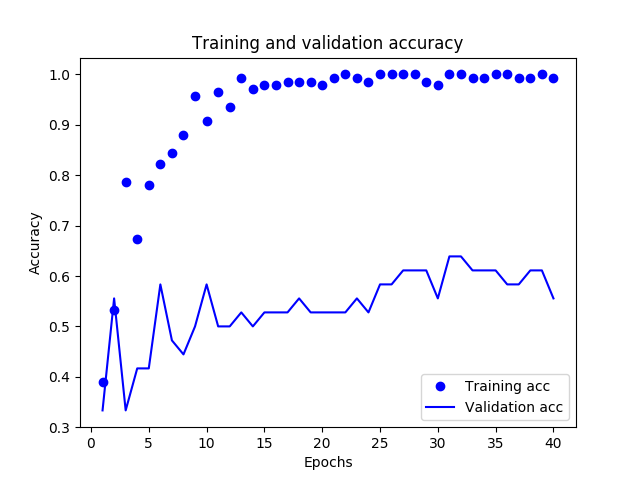 Training and validation accuracy
1.0
0.9
0.8
0.7
0.6
0.5
0.4
0.3
Accuracy
0 5 10 15 20 25 30 35 40
Epochs
Training acc
Validation acc